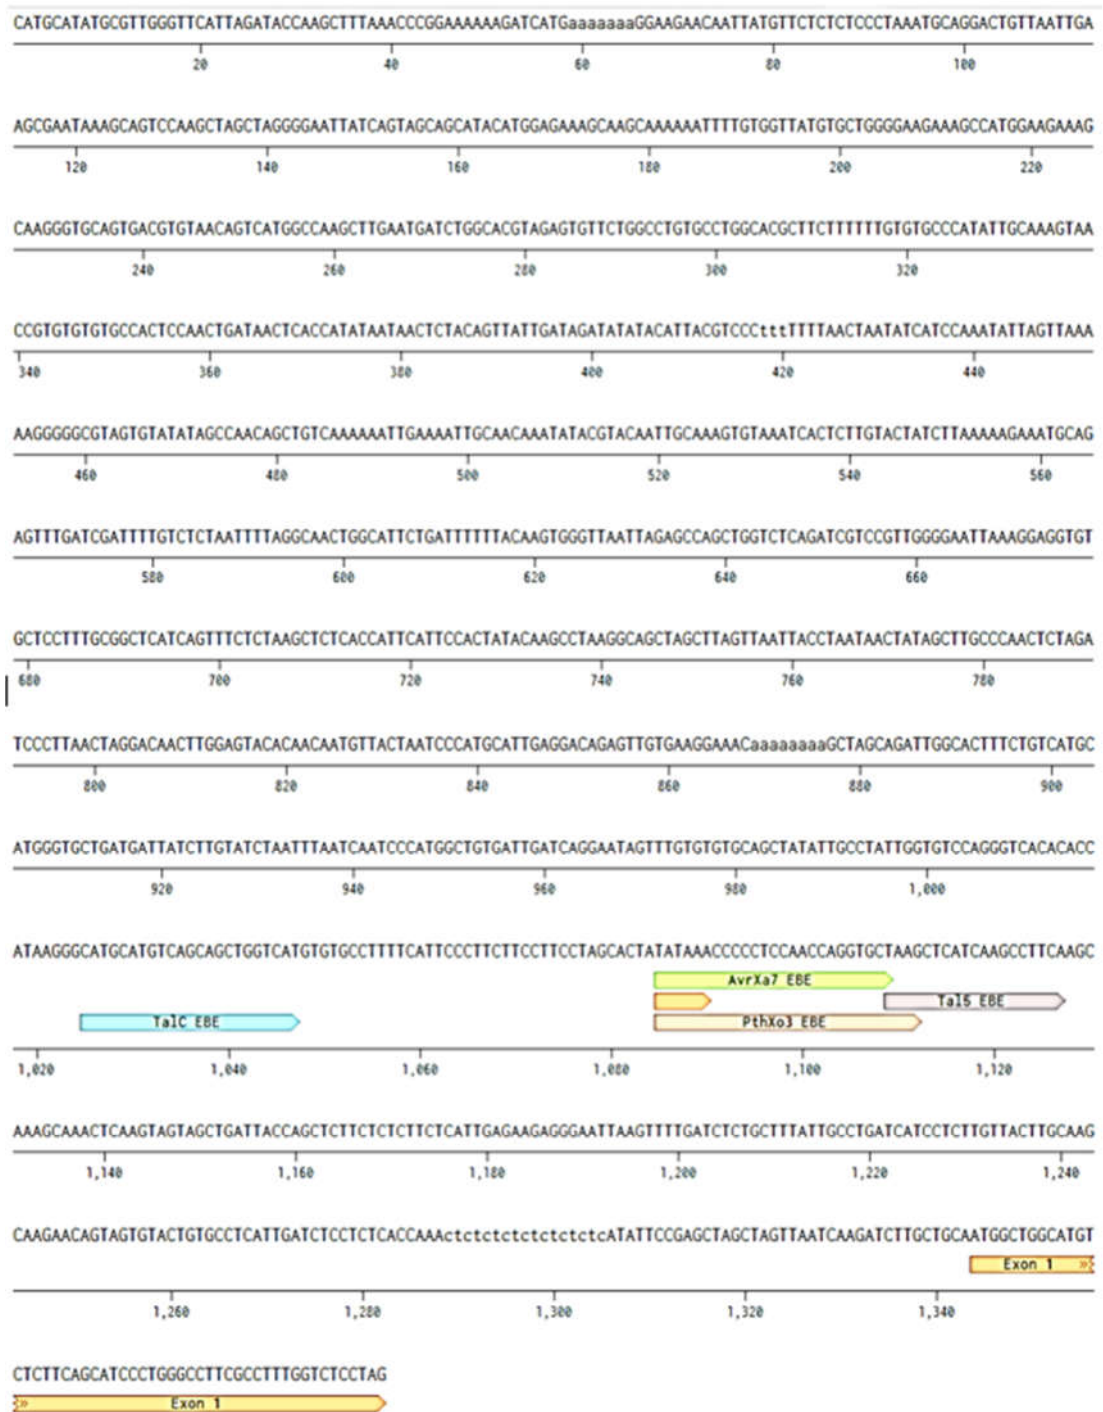 CATGCATATGCGTTGGGTTCATTAGATACCAAGCTTTAAACCCGGAAAAAAGATCATGaaaaaaaGGAAGAACAATTATGTTCTCTCTCCCTAAATGCAGGACTGTTAATTGA
20 40 60 80 100
AGCGAATAAAGCAGTCCAAGCTAGCTAGGGGAATTATCAGTAGCAGCATACATGGAGAAAGCAAGCAAAAAATTTTGTGGTTATGTGCTGGGGAAGAAAGCCATGGAAGAAAG
120 140 160 180 200 220
CAAGGGTGCAGTGACGTGTAACAGTCATGGCCAAGCTTGAATGATCTGGCACGTAGAGTGTTCTGGCCTGTGCCTGGCACGCTTCTTTTTTGTGTGCCCATATTGCAAAGTAA
240 260 280 300 320
CCGTGTGTGTGCCACTCCAACTGATAACTCACCATATAATAACTCTACAGTTATTGATAGATATATACATTACGTCCCtttTTTTAACTAATATCATCCAAATATTAGTTAAA
340 360 380 400 420 440
AAGGGGGCGTAGTGTATATAGCCAACAGCTGTCAAAAAATTGAAAATTGCAACAAATATACGTACAATTGCAAAGTGTAAATCACTCTTGTACTATCTTAAAAAGAAATGCAG
460 480 500 520 540 560
AGTTTGATCGATTTTGTCTCTAATTTTAGGCAACTGGCATTCTGATTTTTTACAAGTGGGTTAATTAGAGCCAGCTGGTCTCAGATCGTCCGTTGGGGAATTAAAGGAGGTGT
580 600 620 640 660
GCTCCTTTGCGGCTCATCAGTTTCTCTAAGCTCTCACCATTCATTCCACTATACAAGCCTAAGGCAGCTAGCTTAGTTAATTACCTAATAACTATAGCTTGCCCAACTCTAGA
680 700 720 740 760 780
TCCCTTAACTAGGACAACTTGGAGTACACAACAATGTTACTAATCCCATGCATTGAGGACAGAGTTGTGAAGGAAACaaaaaaaaGCTAGCAGATTGGCACTTTCTGTCATGC
800 820 840 860 880 900
ATGGGTGCTGATGATTATCTTGTATCTAATTTAATCAATCCCATGGCTGTGATTGATCAGGAATAGTTTGTGTGTGCAGCTATATTGCCTATTGGTGTCCAGGGTCACACACC
920 940 960 980 1,000
ATAAGGGCATGCATGTCAGCAGCTGGTCATGTGTGCCTTTTCATTCCCTTCTTCCTTCCTAGCACTATATAAACCCCCTCCAACCAGGTGCTAAGCTCATCAAGCCTTCAAGC
AvrXa7 EBE
Tal5 EBE
TalC EBE PthXo3 EBE
1,020 1,040 1,060 1,080 1,100 1,120
AAAGCAAACTCAAGTAGTAGCTGATTACCAGCTCTTCTCTCTTCTCATTGAGAAGAGGGAATTAAGTTTTGATCTCTGCTTTATTGCCTGATCATCCTCTTGTTACTTGCAAG
1,140 1,160 1,180 1,200 1,220 1,240
CAAGAACAGTAGTGTACTGTGCCTCATTGATCTCCTCTCACCAAActctctctctctctctcATATTCCGAGCTAGCTAGTTAATCAAGATCTTGCTGCAATGGCTGGCATGT
Exon 1 »
1,260 1,280 1,300 1,320 1,340
CTCTTCAGCATCCCTGGGCCTTCGCCTTTGGTCTCCTAG
» Exon 1